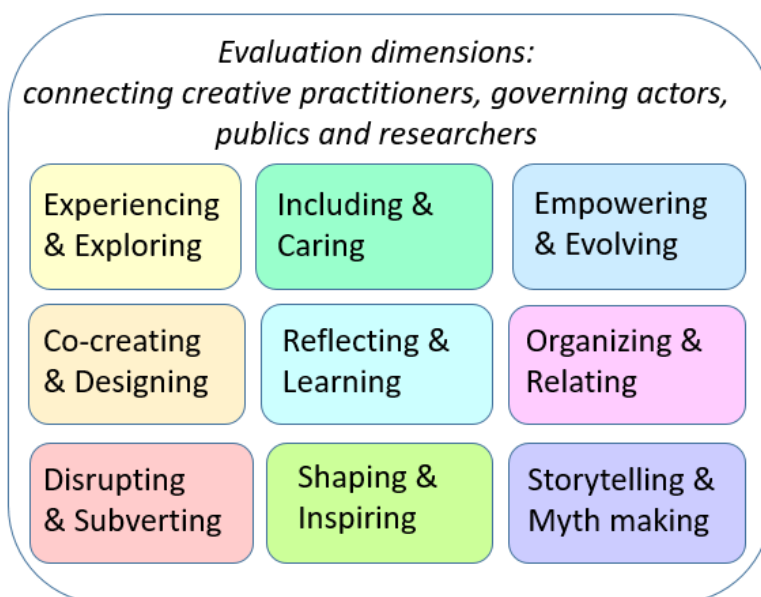 Evaluation dimensions:
connecting creative practitioners, governing actors,
publics and researchers
Experiencing
& Exploring
Including &
Caring
Empowering
& Evolving
Co-creating
& Designing
Reflecting &
Learning
Organizing &
Relating
Disrupting
& Subverting
Shaping &
Inspiring
Storytelling &
Myth making